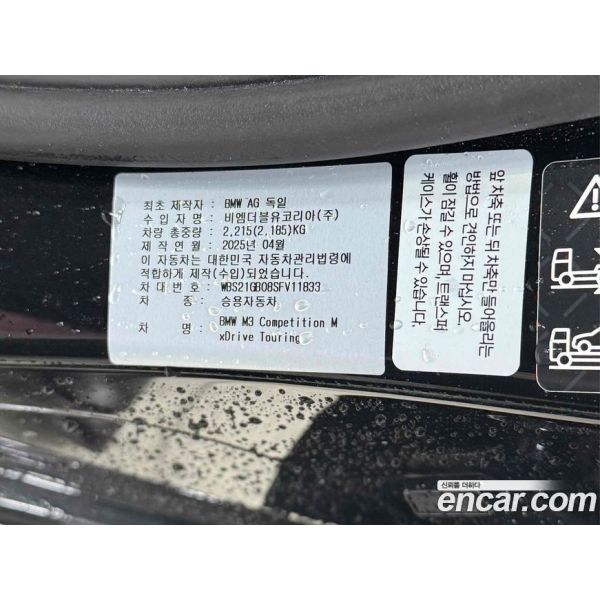 최초 제작자 : BMW AG 독일
수 입 자 명 : 비엠더블유코리아(주)
차량 총중량 : 2,215(2,185)KG
제 작 연 월 : 2025년 04월
이 자동차는 대한민국 자동차관리법령에
적합하게 제작(수입)되었습니다.
차 대 번 호 : WBS21GB08SFV11833
차 종 : 승용자동차
차 명 : BMW M3 Competition M
xDrive Touring
앞 차축 또는 뒤 차축만 들어올리는
방법으로 견인하지 마십시오.
휠이 잠길 수 있으며, 트랜스퍼
케이스가 손상될 수 있습니다.
신뢰를 더하다
encar.com